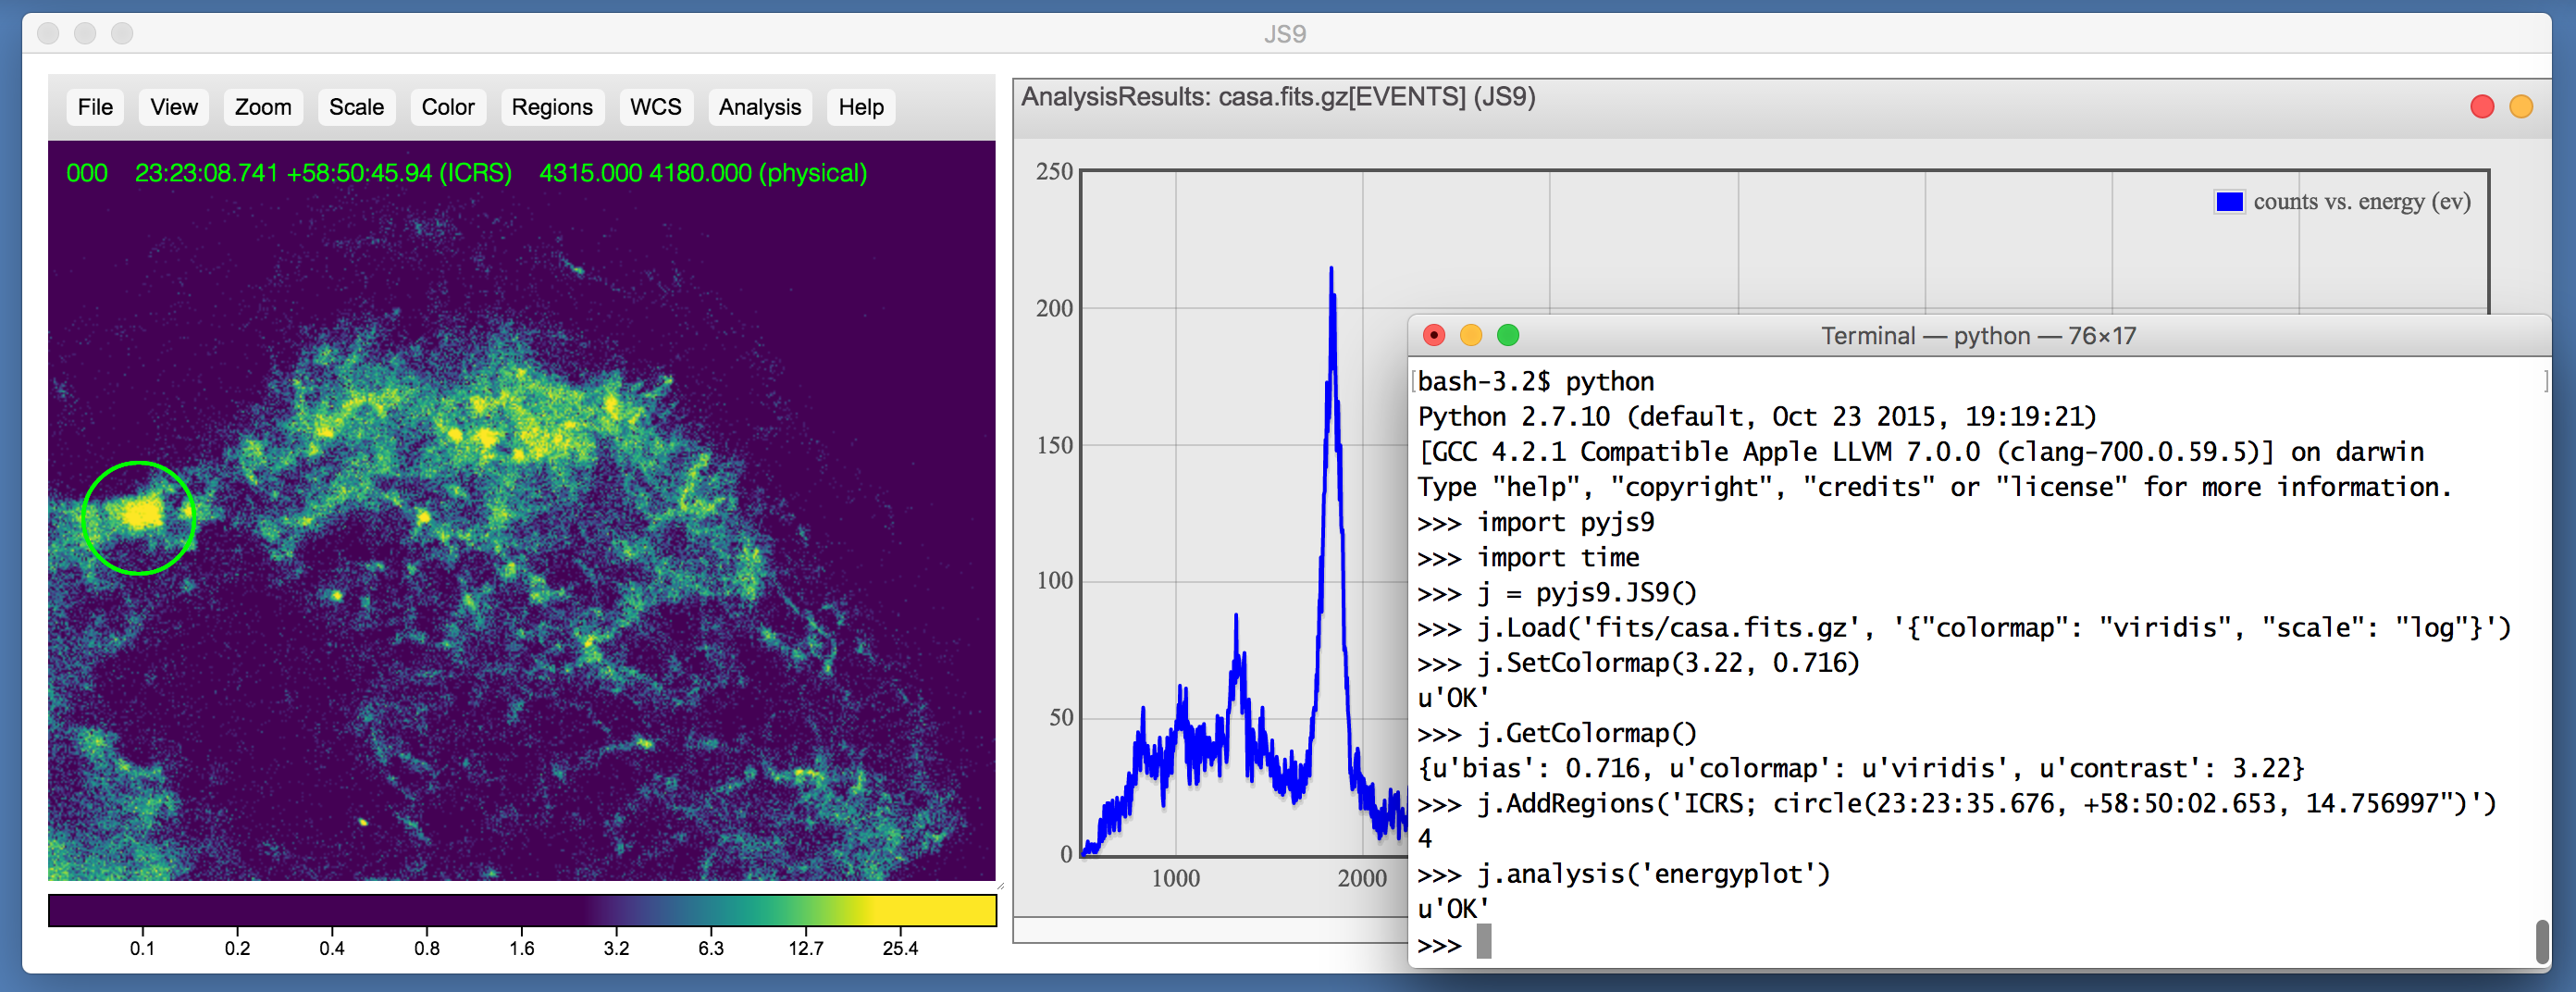 JS9
File View Zoom Scale Color Regions WCS Analysis Help
000 23:23:08.741 +58:50:45.94 (ICRS) 4315.000 4180.000 (physical)
0.1 0.2 0.4 0.8 1.6 3.2 6.3 12.7 25.4
AnalysisResults: casa.fits.gz[EVENTS] (JS9)
counts vs. energy (ev)
250
200
150
100
50
0
1000 2000
Terminal — python — 76×17
[bash-3.2$ python ]
Python 2.7.10 (default, Oct 23 2015, 19:19:21)
[GCC 4.2.1 Compatible Apple LLVM 7.0.0 (clang-700.0.59.5)] on darwin
Type "help", "copyright", "credits" or "license" for more information.
>>> import pyjs9
>>> import time
>>> j = pyjs9.JS9()
>>> j.Load('fits/casa.fits.gz', '{"colormap": "viridis", "scale": "log"}')
>>> j.SetColormap(3.22, 0.716)
u'OK'
>>> j.GetColormap()
{u'bias': 0.716, u'colormap': u'viridis', u'contrast': 3.22}
>>> j.AddRegions('ICRS; circle(23:23:35.676, +58:50:02.653, 14.756997")')
4
>>> j.analysis('energyplot')
u'OK'
>>>